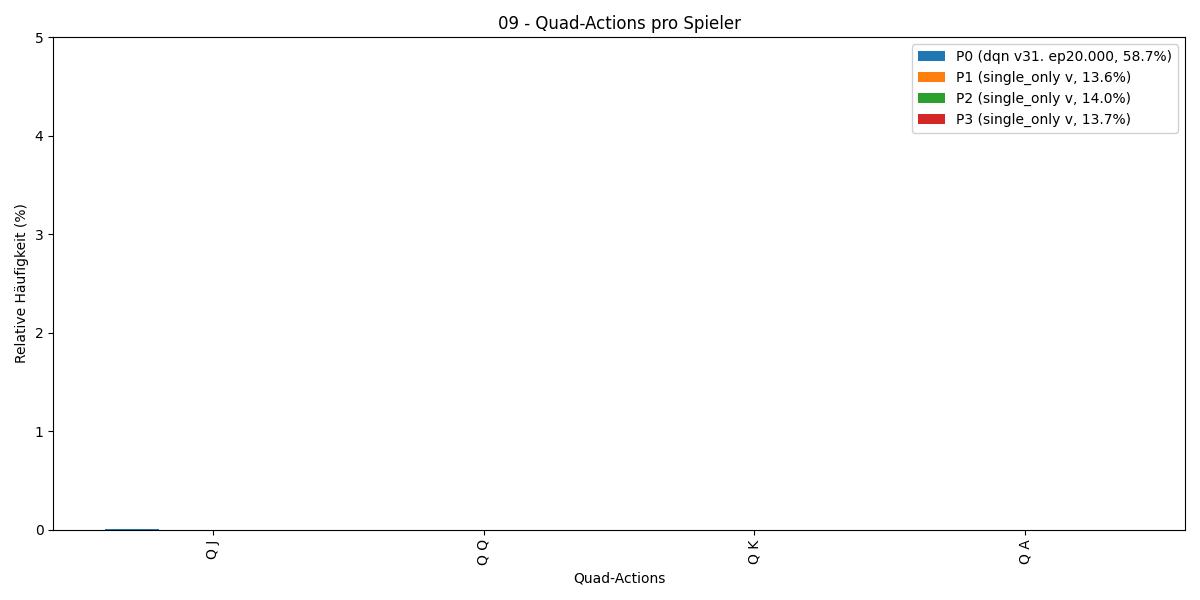 09 - Quad-Actions pro Spieler
5
4
3
2
1
0
Relative Häufigkeit (%)
P0 (dqn v31. ep20.000, 58.7%)
P1 (single_only v, 13.6%)
P2 (single_only v, 14.0%)
P3 (single_only v, 13.7%)
Q J
Q Q
Q K
Q A
Quad-Actions